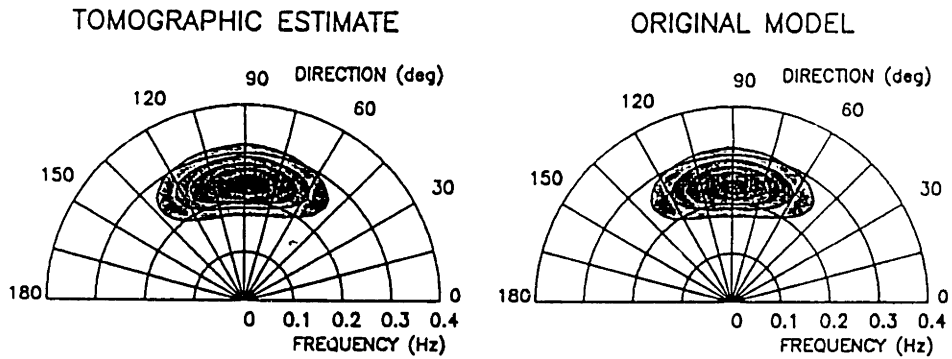 TOMOGRAPHIC ESTIMATE
90 DIRECTION (deg)
120
60
150
30
180
0
0 0.1 0.2 0.3 0.4
FREQUENCY (Hz)
ORIGINAL MODEL
90 DIRECTION (deg)
120
60
150
30
180
0
0 0.1 0.2 0.3 0.4
FREQUENCY (Hz)